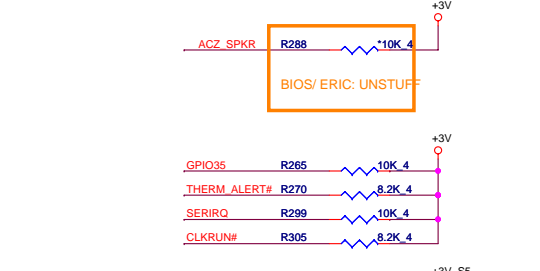 +3V
ACZ_SPKR R288 *10K_4
BIOS/ ERIC: UNSTUFF
+3V
GPIO35 R265 10K_4
THERM_ALERT# R270 8.2K_4
SERIRQ R299 10K_4
CLKRUN# R305 8.2K_4
+3V_S5